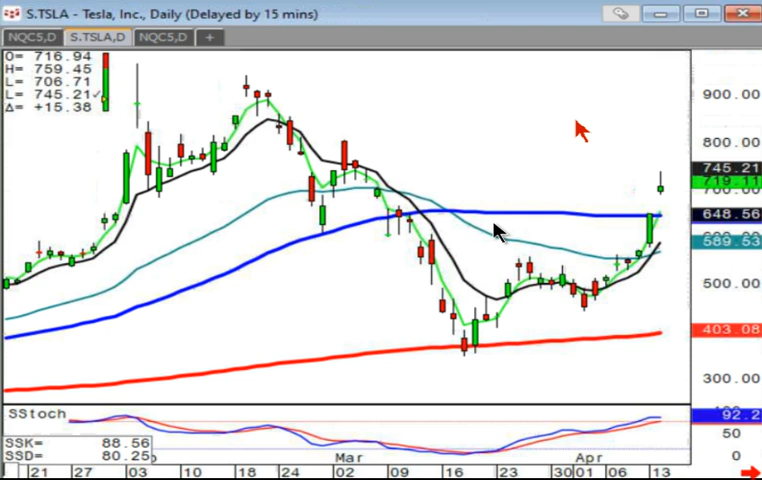 S.TSLA - Tesla, Inc., Daily (Delayed by 15 mins)
NQC5,D S.TSLA,D NQC5,D +
O= 716.94
H= 759.45
L= 706.71
L= 745.21✓
Δ= +15.38
900.00
800.00
745.21
719.11
648.56
589.53
500.00
403.08
300.00
SStoch
92.2
50
0
SSK= 88.56
SSD= 80.25
Mar Apr
21 27 03 10 18 24 02 09 16 23 30 01 06 13